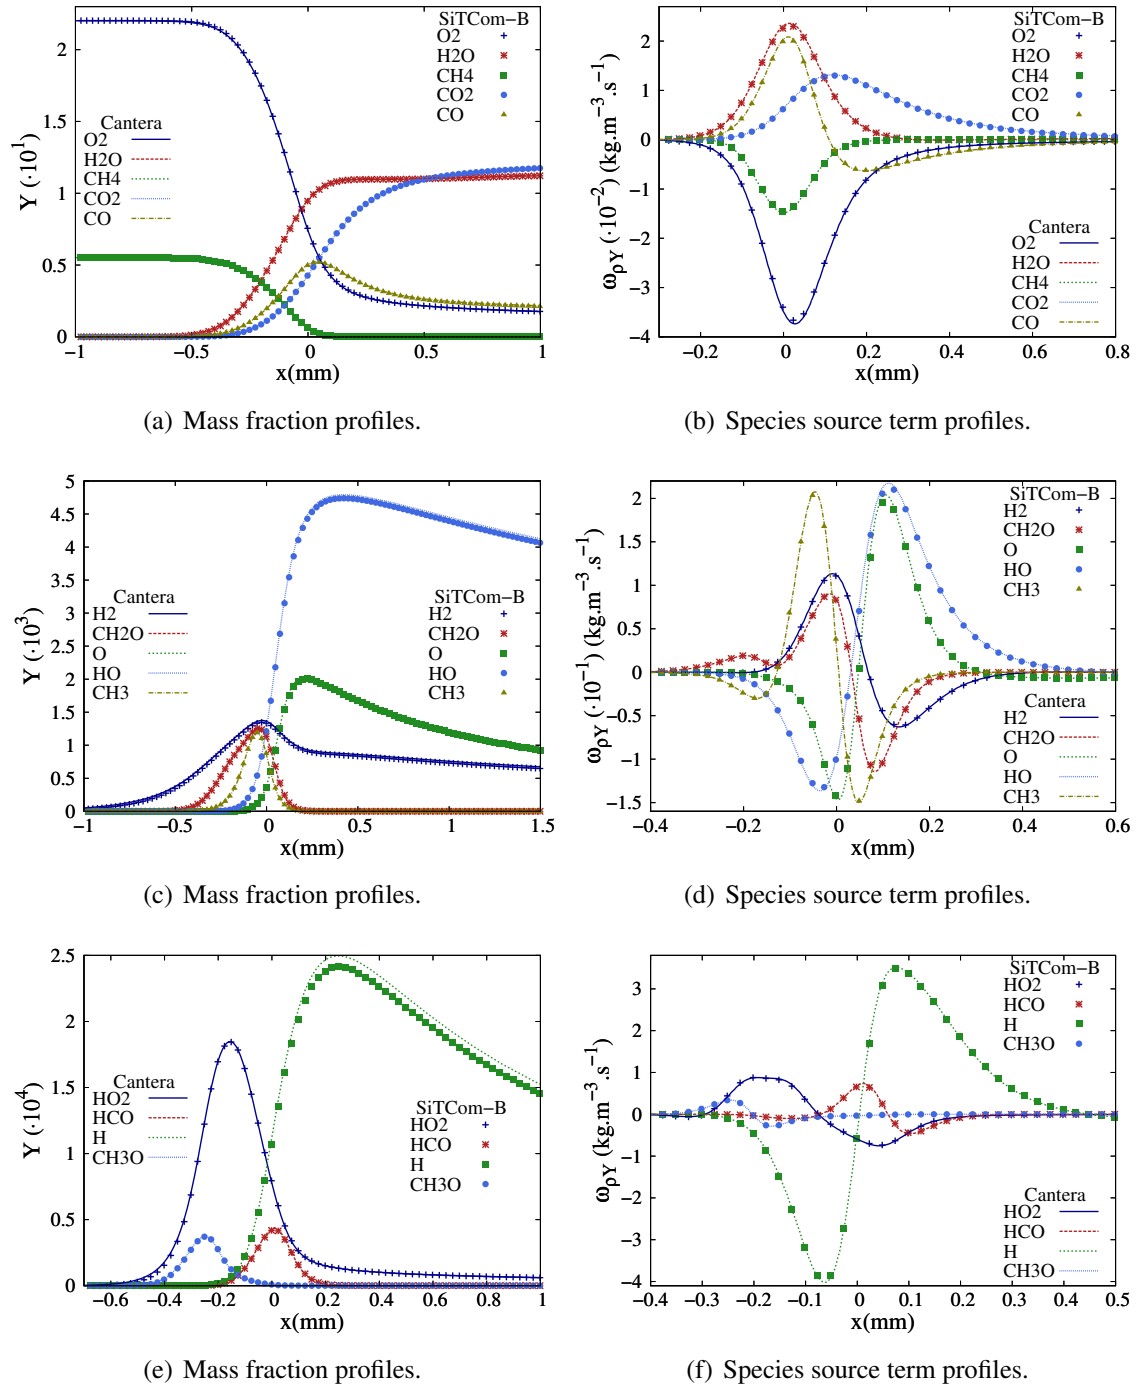 SiTCom−B
O2
H2O
CH4
CO2
CO
Cantera
O2
H2O
CH4
CO2
CO
Y (·10¹)
2
1.5
1
0.5
0
−1
−0.5
0
0.5
1
x(mm)
(a) Mass fraction profiles.
SiTCom−B
O2
H2O
CH4
CO2
CO
Cantera
O2
H2O
CH4
CO2
CO
ωρY (·10⁻²) (kg.m⁻³.s⁻¹)
2
1
0
−1
−2
−3
−4
−0.2
0
0.2
0.4
0.6
0.8
x(mm)
(b) Species source term profiles.
Cantera
H2
CH2O
O
HO
CH3
SiTCom−B
H2
CH2O
O
HO
CH3
Y (·10³)
5
4.5
4
3.5
3
2.5
2
1.5
1
0.5
0
−1
−0.5
0
0.5
1
1.5
x(mm)
(c) Mass fraction profiles.
SiTCom−B
H2
CH2O
O
HO
CH3
Cantera
H2
CH2O
O
HO
CH3
ωρY (·10⁻¹) (kg.m⁻³.s⁻¹)
2
1.5
1
0.5
0
−0.5
−1
−1.5
−0.4
−0.2
0
0.2
0.4
0.6
x(mm)
(d) Species source term profiles.
Cantera
HO2
HCO
H
CH3O
SiTCom−B
HO2
HCO
H
CH3O
Y (·10⁴)
2.5
2
1.5
1
0.5
0
−0.6
−0.4
−0.2
0
0.2
0.4
0.6
0.8
1
x(mm)
(e) Mass fraction profiles.
SiTCom−B
HO2
HCO
H
CH3O
Cantera
HO2
HCO
H
CH3O
ωρY (kg.m⁻³.s⁻¹)
3
2
1
0
−1
−2
−3
−4
−0.4
−0.3
−0.2
−0.1
0
0.1
0.2
0.3
0.4
0.5
x(mm)
(f) Species source term profiles.